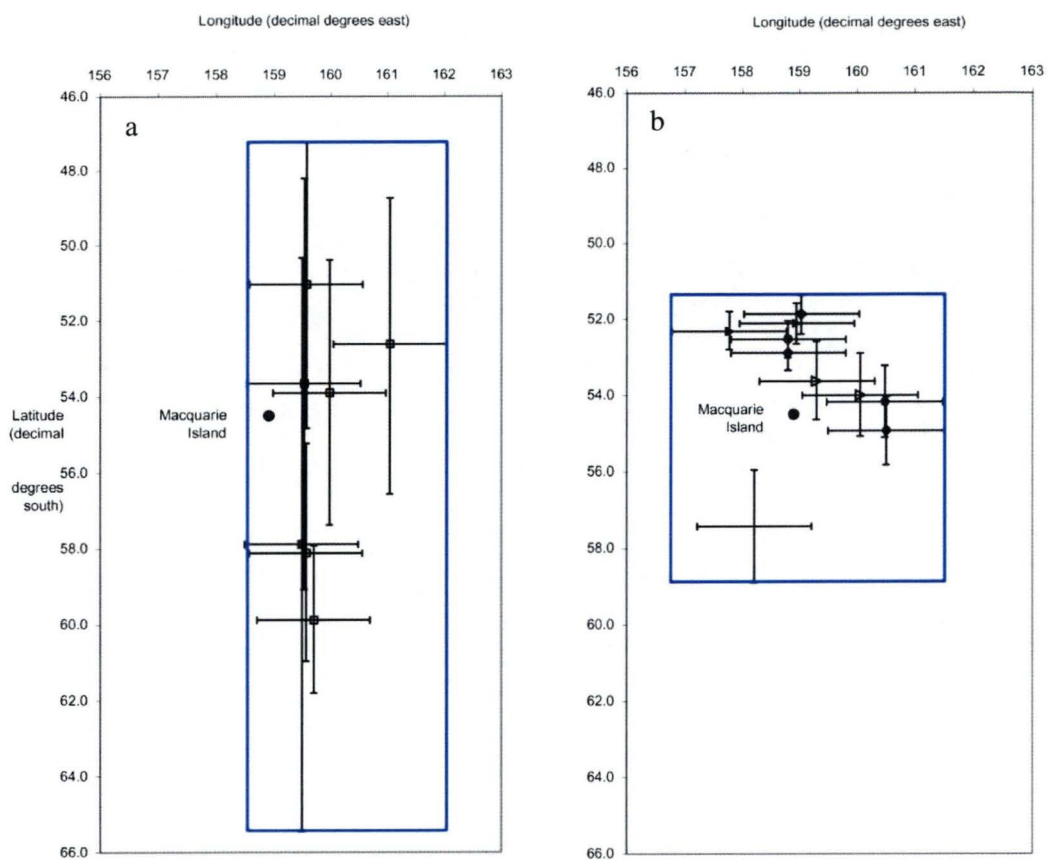 Longitude (decimal degrees east)
156 157 158 159 160 161 162 163
46.0
a
48.0
50.0
52.0
54.0
Latitude
(decimal
Macquarie
Island
56.0
degrees
south)
58.0
60.0
62.0
64.0
66.0
Longitude (decimal degrees east)
156 157 158 159 160 161 162 163
46.0
b
48.0
50.0
52.0
54.0
Macquarie
Island
56.0
58.0
60.0
62.0
64.0
66.0